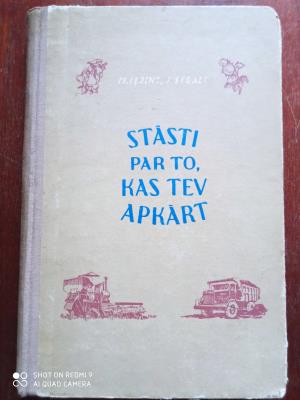 STĀSTI
PAR TO,
KAS TEV
APKĀRT
SHOT ON REDMI 9
AI QUAD CAMERA